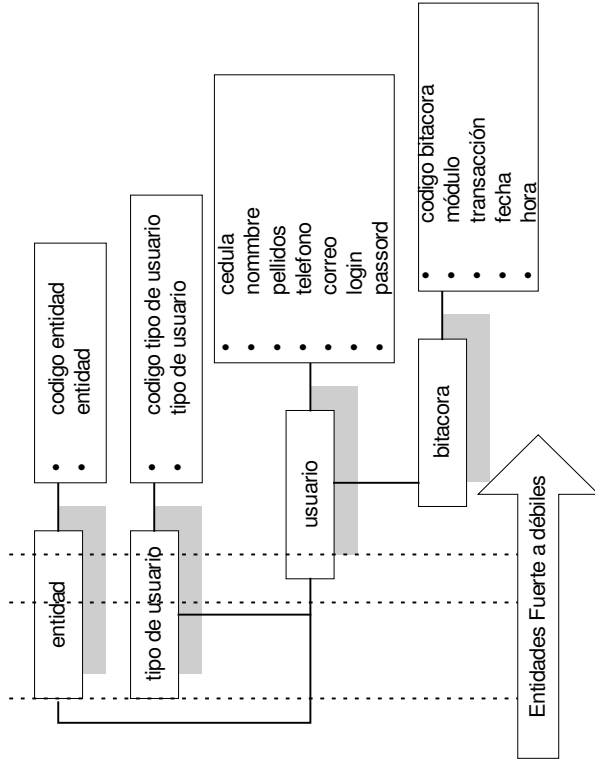 entidad
• codigo entidad
• entidad
tipo de usuario
• codigo tipo de usuario
• tipo de usuario
usuario
• cedula
• nommbre
• pellidos
• telefono
• correo
• login
• passord
bitacora
• codigo bitacora
• módulo
• transacción
• fecha
• hora
Entidades Fuerte a débiles